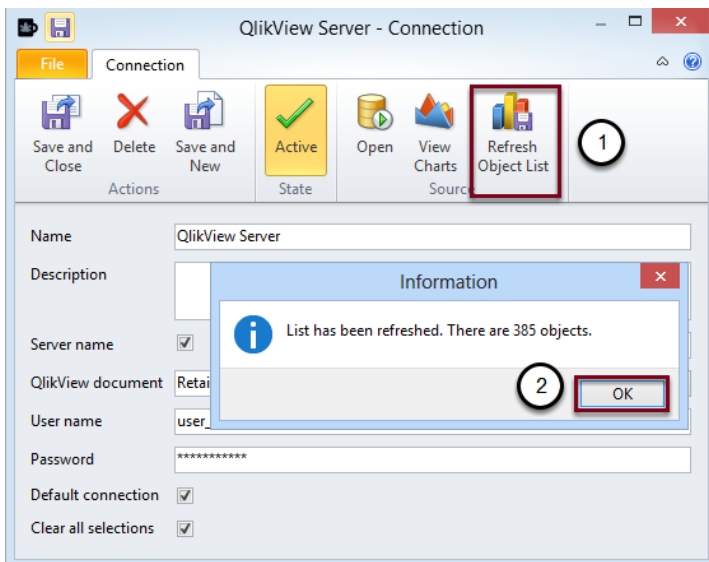 QlikView Server - Connection
File
Connection
Save and
Close
Delete
Save and
New
Active
Open
View
Charts
Refresh
Object List
1
Actions
State
Source
Name
QlikView Server
Description
Information
List has been refreshed. There are 385 objects.
2
OK
Server name
QlikView document
Retai
User name
user_
Password
***********
Default connection
Clear all selections